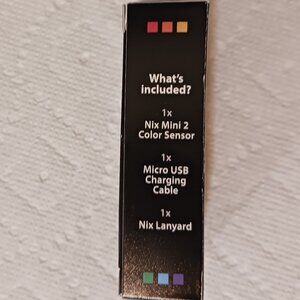 What's
included?
1x
Nix Mini 2
Color Sensor
1x
Micro USB
Charging
Cable
1x
Nix Lanyard